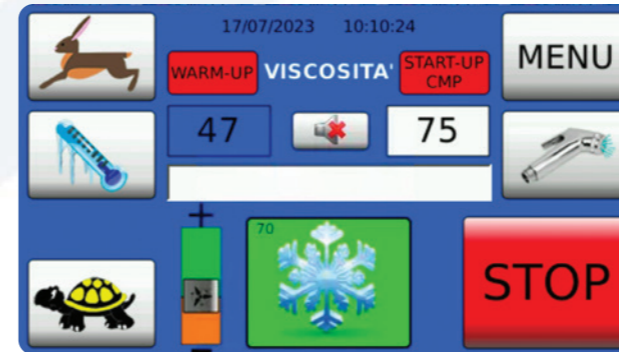 17/07/2023 10:10:24
WARM-UP VISCOSITA' START-UP
CMP
MENU
47 75
+
70
STOP
-